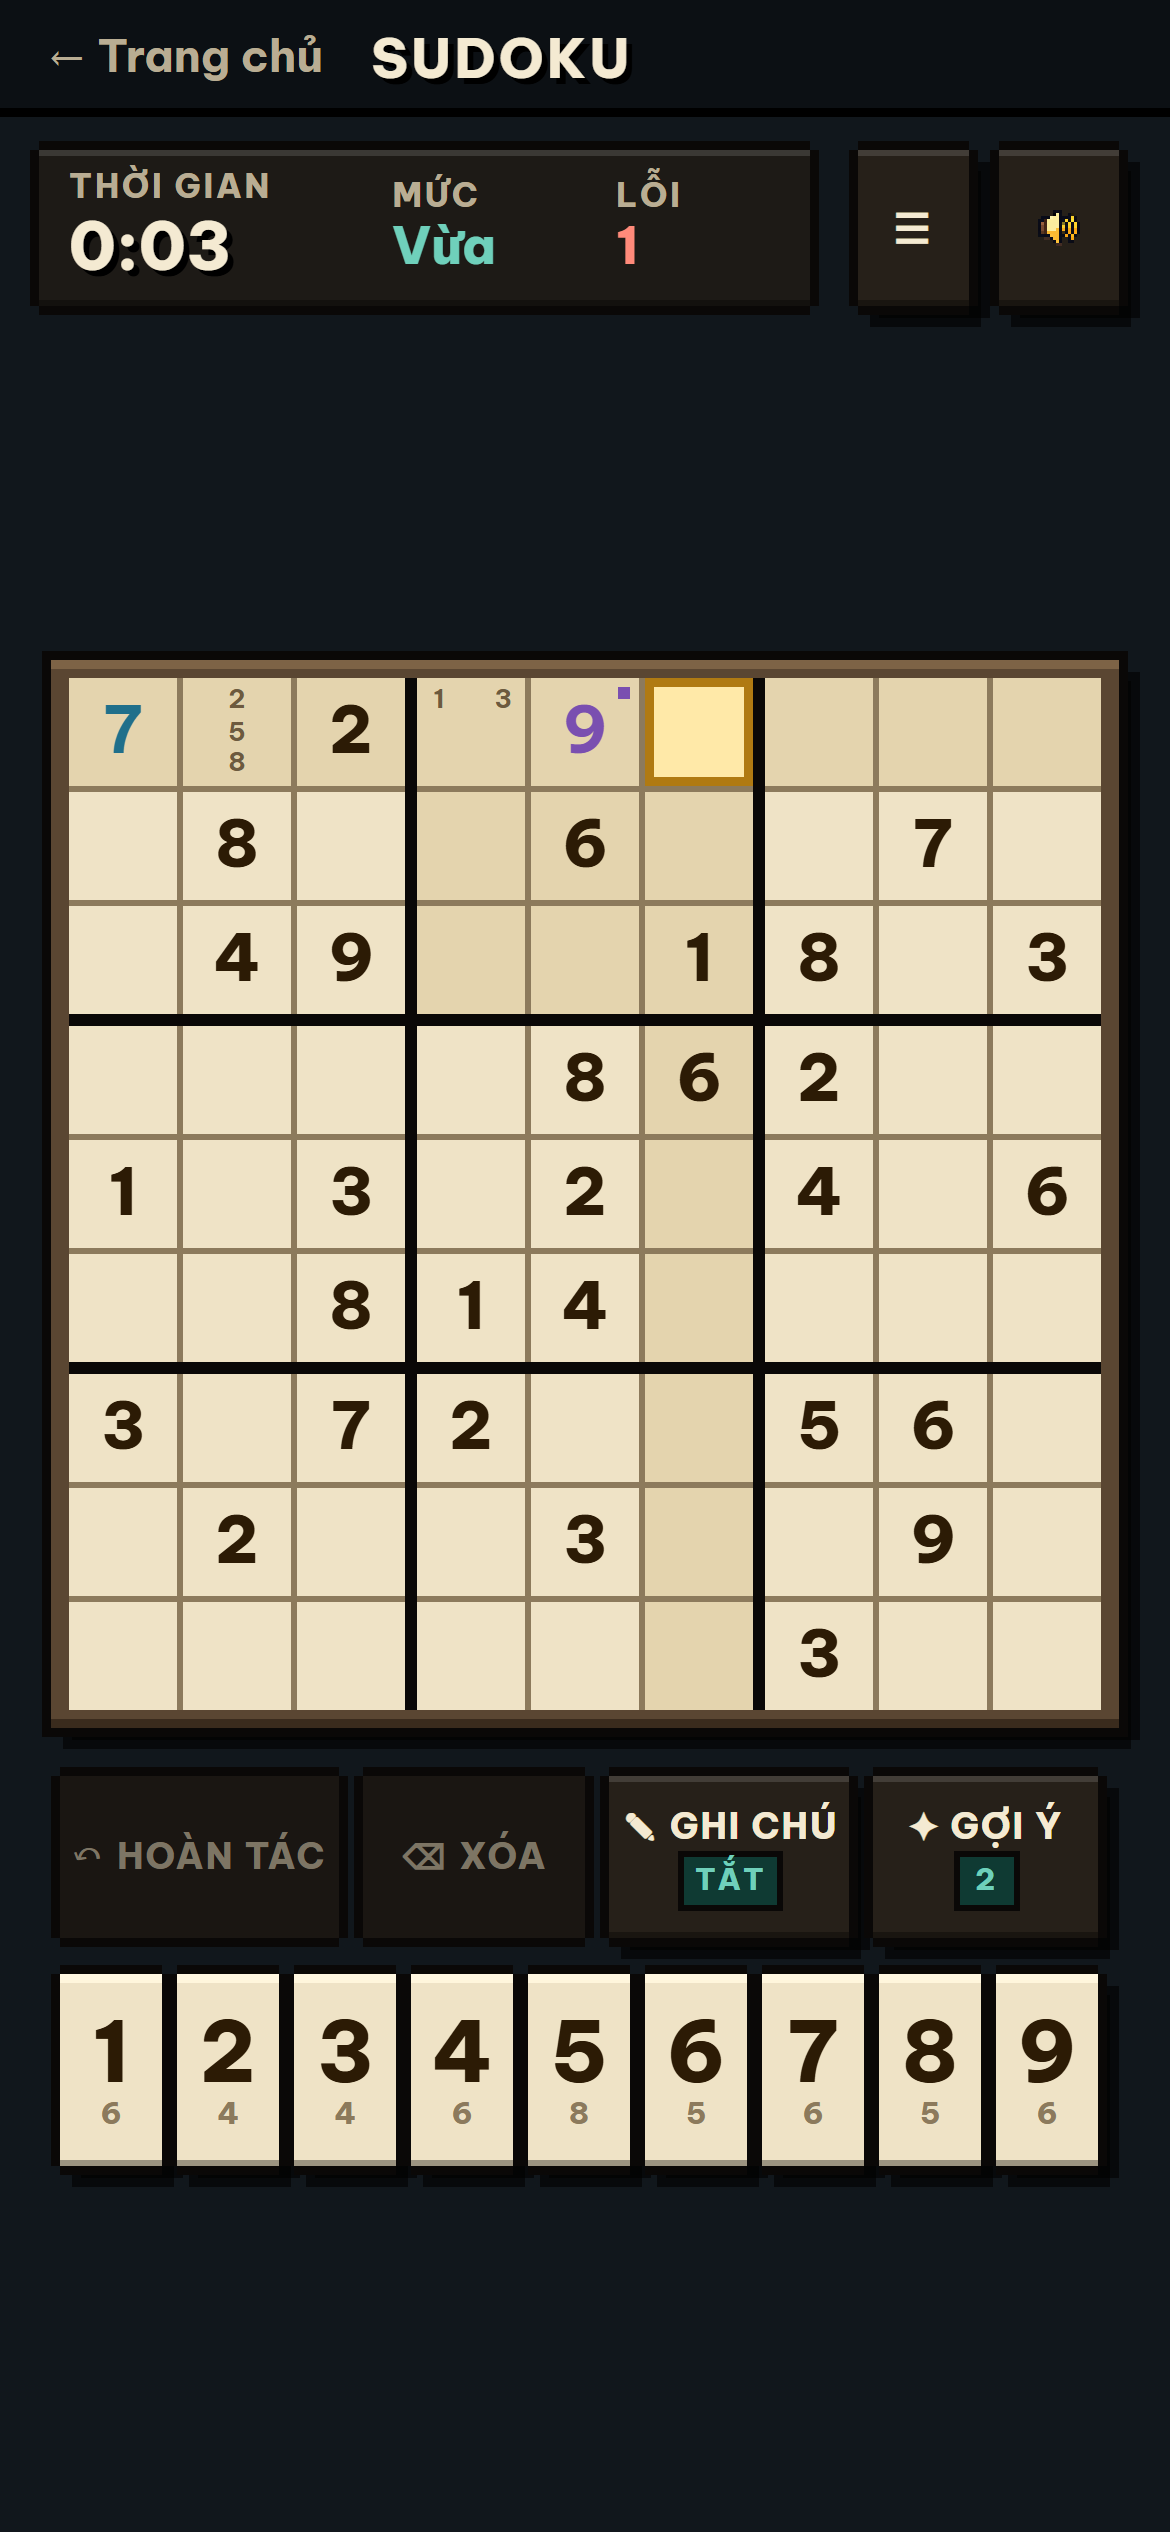 ← Trang chủ SUDOKU
THỜI GIAN MỨC LỖI
0:03 Vừa 1
☰
7 2 5 8 2 1 3 9
8 6 7
4 9 1 8 3
8 6 2
1 3 2 4 6
8 1 4
3 7 2 5 6
2 3 9
3
↶ HOÀN TÁC ⌫ XÓA ✎ GHI CHÚ ✦ GỢI Ý
TẮT 2
1 2 3 4 5 6 7 8 9
6 4 4 6 8 5 6 5 6